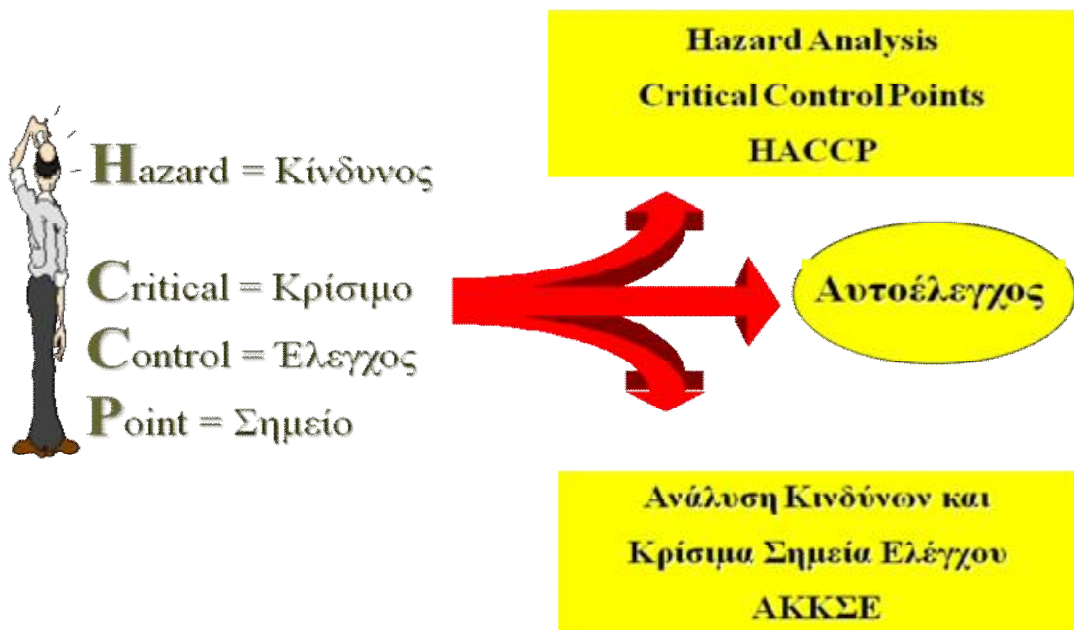 Hazard = Κίνδυνος
Critical = Κρίσιμο
Control = Έλεγχος
Point = Σημείο
Hazard Analysis
Critical Control Points
HACCP
Αυτοέλεγχος
Ανάλυση Κινδύνων και
Κρίσιμα Σημεία Ελέγχου
ΑΚΚΣΕ